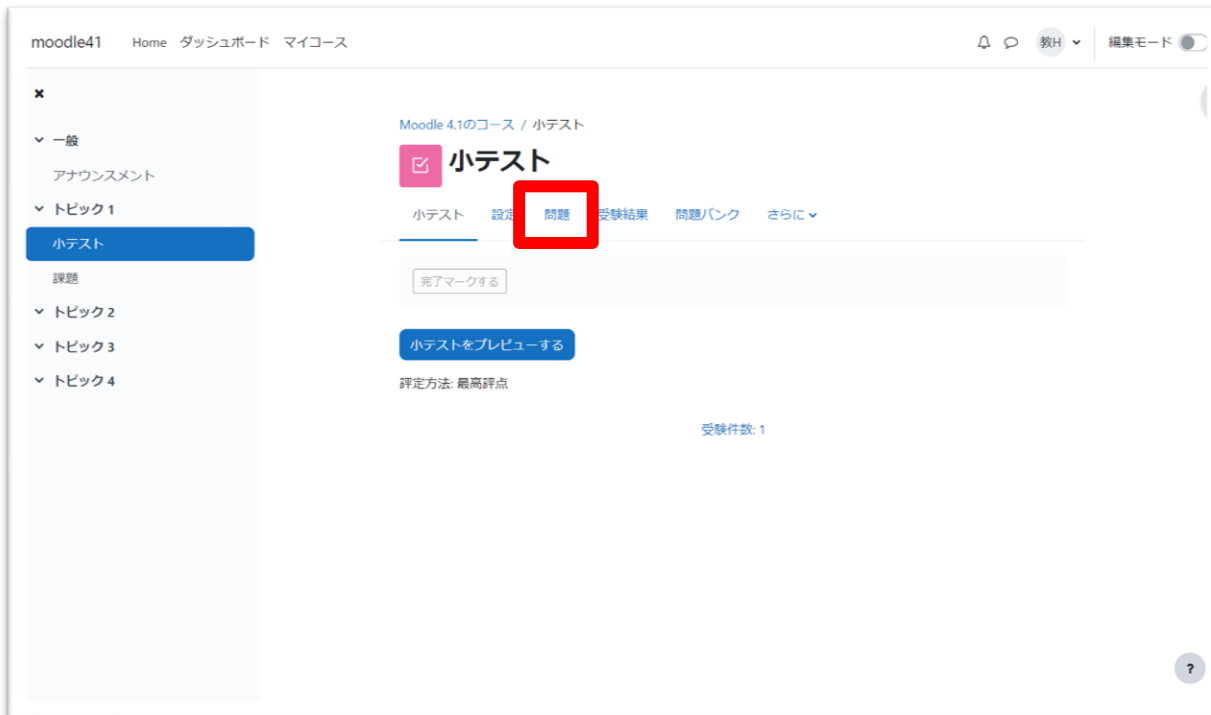 moodle41 Home ダッシュボード マイコース 教H 編集モード
一般
アナウンスメント
トピック 1
小テスト
課題
トピック 2
トピック 3
トピック 4
Moodle 4.1のコース / 小テスト
小テスト
小テスト 設定 問題 受験結果 問題バンク さらに
完了マークする
小テストをプレビューする
評定方法: 最高評点
受験件数: 1
?